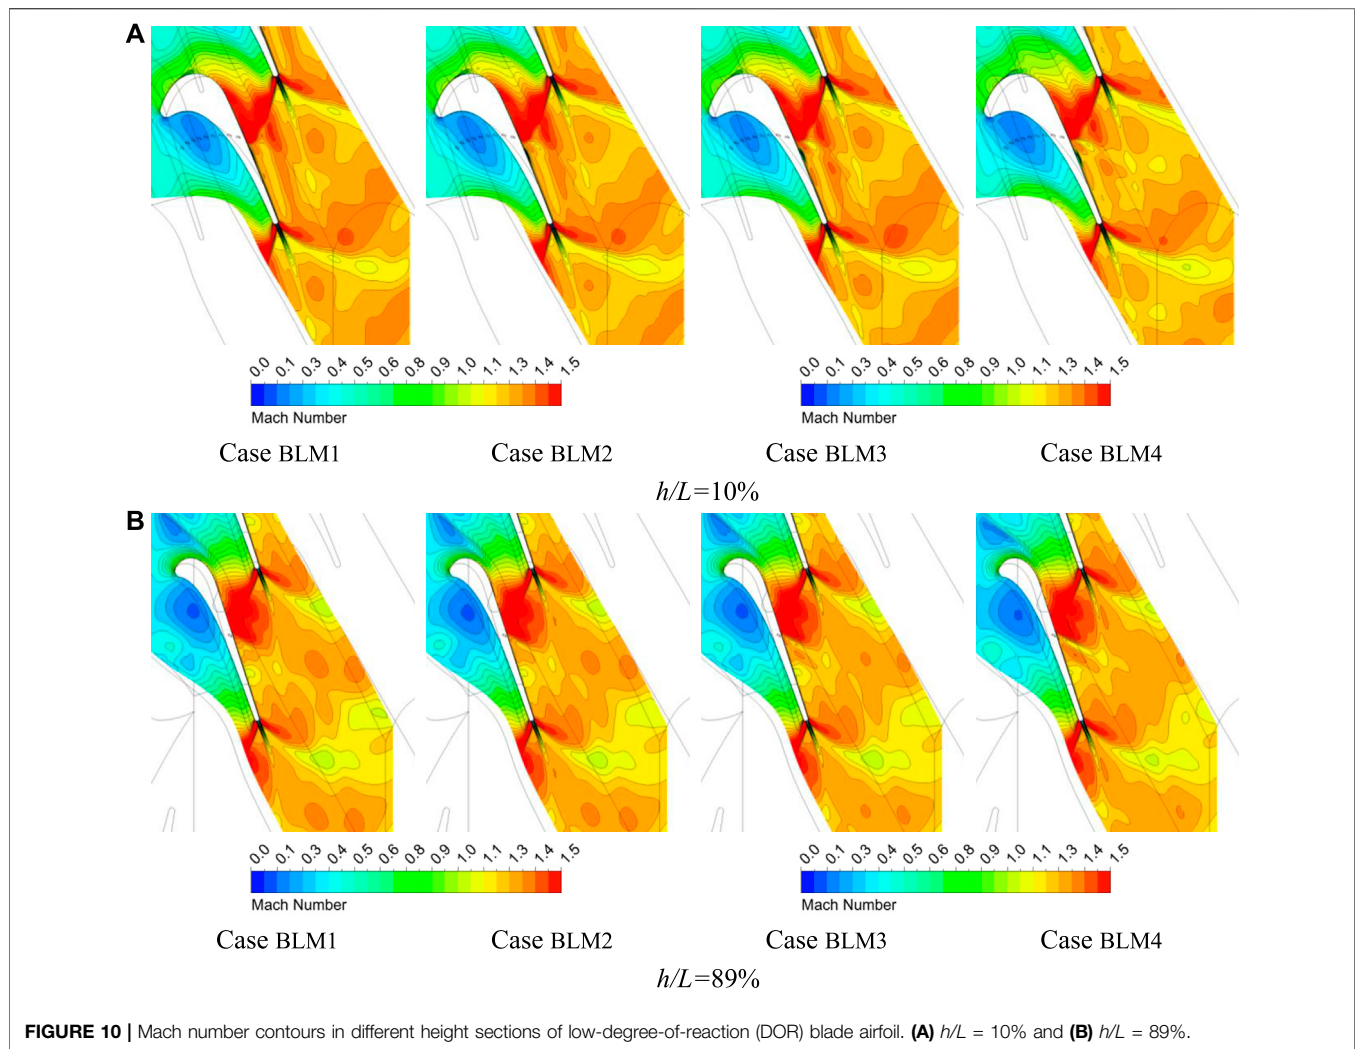 A
0.0 0.1 0.3 0.4 0.5 0.6 0.8 0.9 1.0 1.1 1.3 1.4 1.5
Mach Number
0.0 0.1 0.3 0.4 0.5 0.6 0.8 0.9 1.0 1.1 1.3 1.4 1.5
Mach Number
Case BLM1
Case BLM2
Case BLM3
Case BLM4
h/L=10%
B
0.0 0.1 0.3 0.4 0.5 0.6 0.8 0.9 1.0 1.1 1.3 1.4 1.5
Mach Number
0.0 0.1 0.3 0.4 0.5 0.6 0.8 0.9 1.0 1.1 1.3 1.4 1.5
Mach Number
Case BLM1
Case BLM2
Case BLM3
Case BLM4
h/L=89%
FIGURE 10 | Mach number contours in different height sections of low-degree-of-reaction (DOR) blade airfoil. (A) h/L = 10% and (B) h/L = 89%.